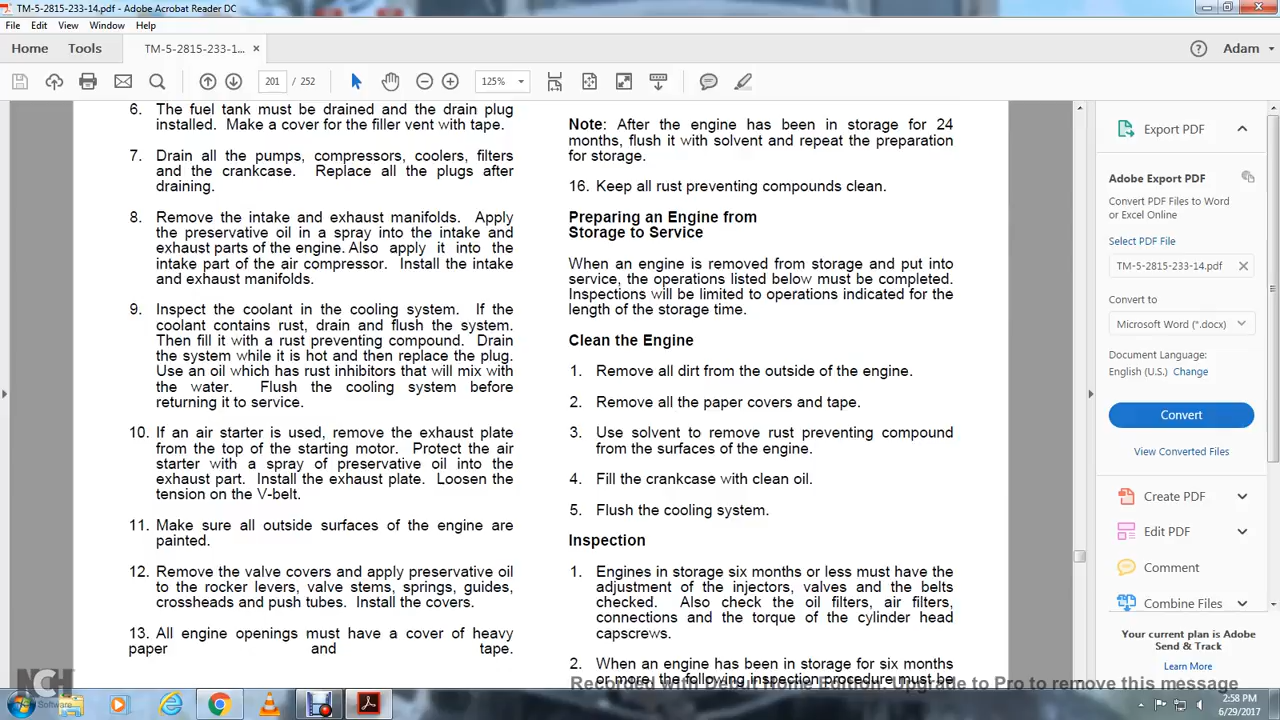 TM-5-2815-233-14.pdf - Adobe Acrobat Reader DC
File Edit View Window Help
Home Tools TM-5-2815-233-1... × Adam
201 / 252 125%
6. The fuel tank must be drained and the drain plug
installed. Make a cover for the filler vent with tape.
7. Drain all the pumps, compressors, coolers, filters
and the crankcase. Replace all the plugs after
draining.
8. Remove the intake and exhaust manifolds. Apply
the preservative oil in a spray into the intake and
exhaust parts of the engine. Also apply it into the
intake part of the air compressor. Install the intake
and exhaust manifolds.
9. Inspect the coolant in the cooling system. If the
coolant contains rust, drain and flush the system.
Then fill it with a rust preventing compound. Drain
the system while it is hot and then replace the plug.
Use an oil which has rust inhibitors that will mix with
the water. Flush the cooling system before
returning it to service.
10. If an air starter is used, remove the exhaust plate
from the top of the starting motor. Protect the air
starter with a spray of preservative oil into the
exhaust part. Install the exhaust plate. Loosen the
tension on the V-belt.
11. Make sure all outside surfaces of the engine are
painted.
12. Remove the valve covers and apply preservative oil
to the rocker levers, valve stems, springs, guides,
crossheads and push tubes. Install the covers.
13. All engine openings must have a cover of heavy
paper and tape.
Note: After the engine has been in storage for 24
months, flush it with solvent and repeat the preparation
for storage.
16. Keep all rust preventing compounds clean.
Preparing an Engine from
Storage to Service
When an engine is removed from storage and put into
service, the operations listed below must be completed.
Inspections will be limited to operations indicated for the
length of the storage time.
Clean the Engine
1. Remove all dirt from the outside of the engine.
2. Remove all the paper covers and tape.
3. Use solvent to remove rust preventing compound
from the surfaces of the engine.
4. Fill the crankcase with clean oil.
5. Flush the cooling system.
Inspection
1. Engines in storage six months or less must have the
adjustment of the injectors, valves and the belts
checked. Also check the oil filters, air filters,
connections and the torque of the cylinder head
capscrews.
2. When an engine has been in storage for six months
or more the following inspection procedure must be
Export PDF
Adobe Export PDF
Convert PDF Files to Word
or Excel Online
Select PDF File
TM-5-2815-233-14.pdf
Convert to
Microsoft Word (*.docx)
Document Language:
English (U.S.) Change
Convert
View Converted Files
Create PDF
Edit PDF
Comment
Combine Files
Your current plan is Adobe
Send & Track
Learn More
NCH
Software
Home Edition. Upgrade to Pro to remove this message
2:58 PM
6/29/2017